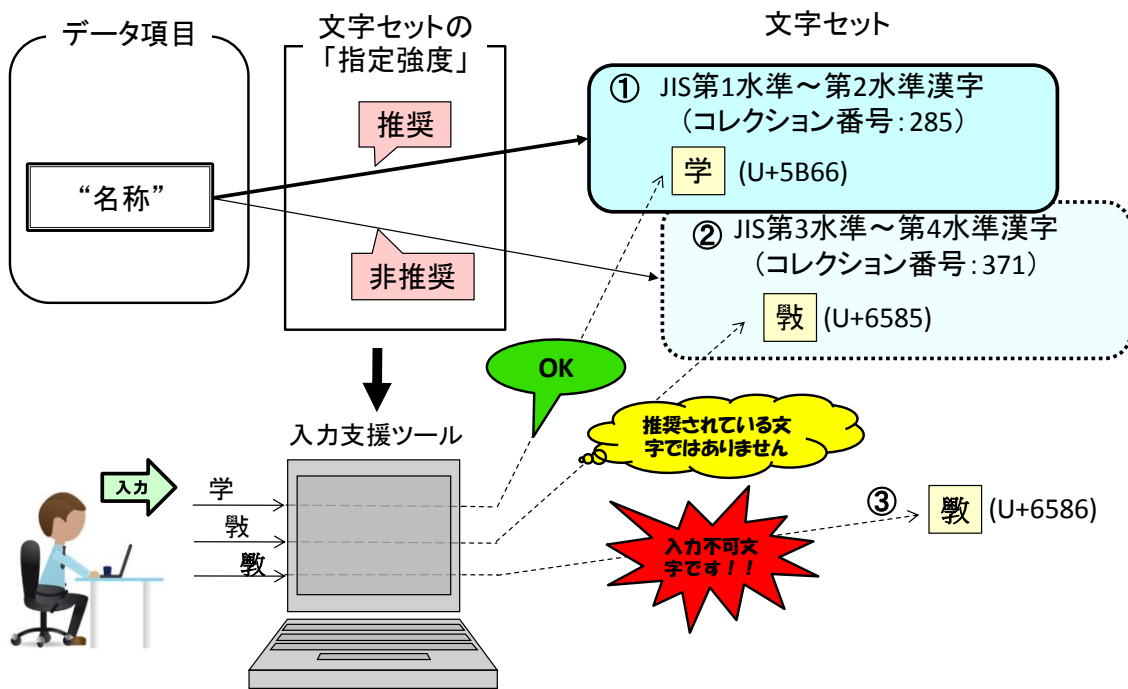 データ項目
“名称”
文字セットの
「指定強度」
推奨
非推奨
文字セット
① JIS第1水準～第2水準漢字
（コレクション番号：285）
学 (U+5B66)
② JIS第3水準～第4水準漢字
（コレクション番号：371）
斅 (U+6585)
OK
推奨されている文
字ではありません
入力支援ツール
入力
学
斅
斆
入力不可文
字です！！
③ 斆 (U+6586)